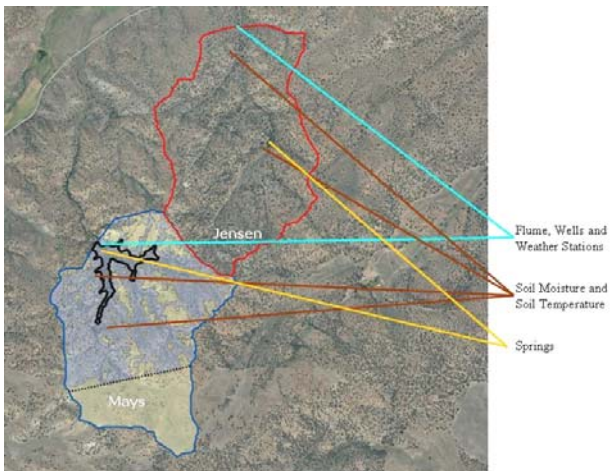 Jensen
Flume, Wells and
Weather Stations
Soil Moisture and
Soil Temperature
Springs
Mays